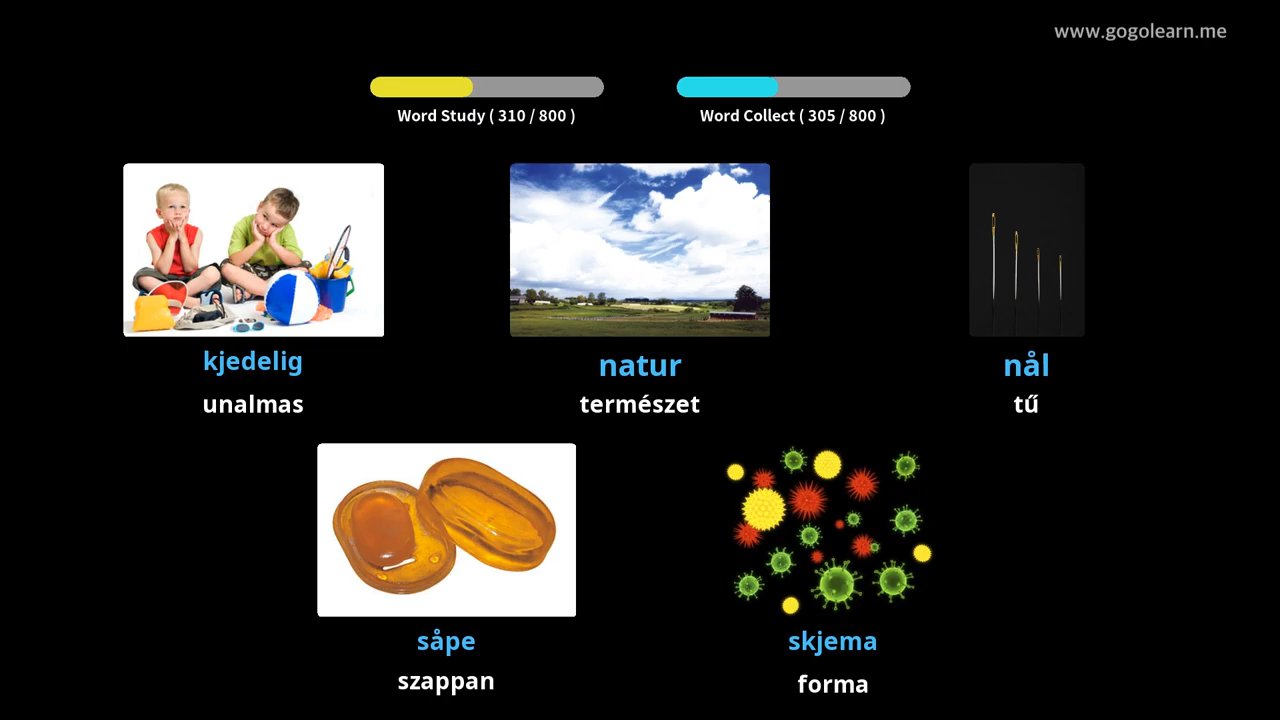 www.gogolearn.me
Word Study ( 310 / 800 )
Word Collect ( 305 / 800 )
kjedelig
unalmas
natur
természet
nål
tű
såpe
szappan
skjema
forma